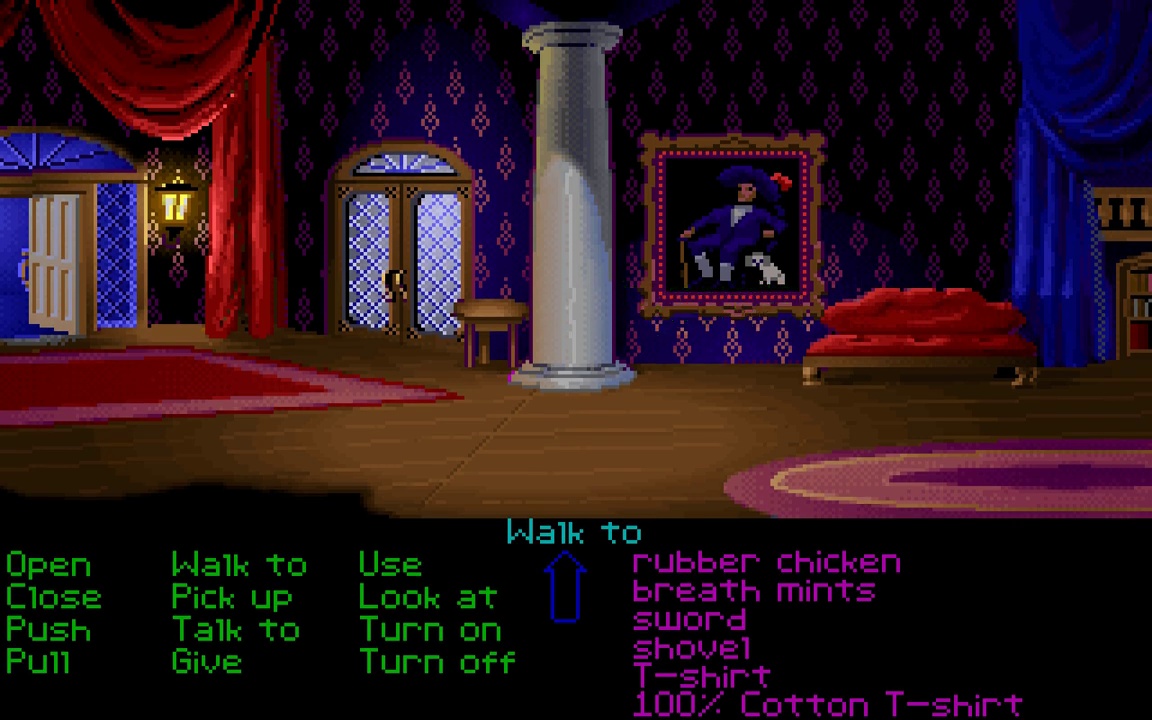 Walk to
Open Walk to Use
Close Pick up Look at
Push Talk to Turn on
Pull Give Turn off
rubber chicken
breath mints
sword
shovel
T-shirt
100% Cotton T-shirt